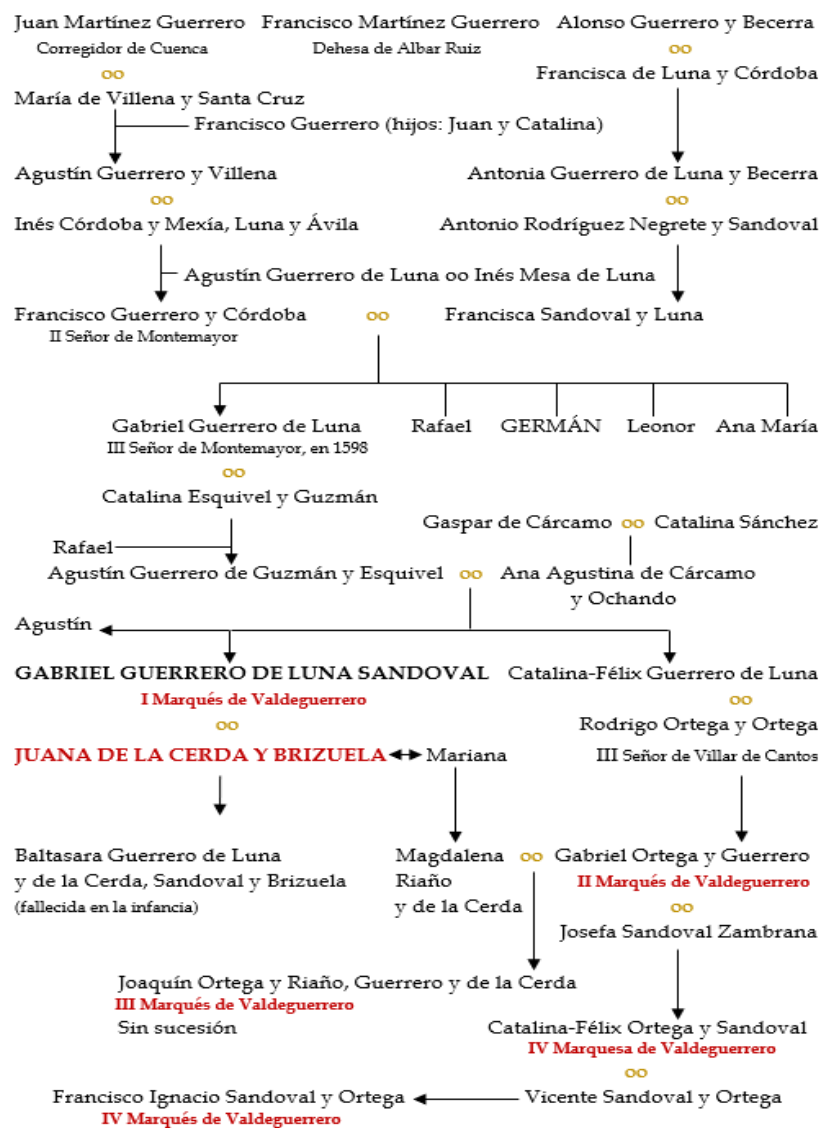 Juan Martínez Guerrero Francisco Martínez Guerrero Alonso Guerrero y Becerra
Corregidor de Cuenca Dehesa de Albar Ruiz oo
oo Francisca de Luna y Córdoba
María de Villena y Santa Cruz
Francisco Guerrero (hijos: Juan y Catalina)
Agustín Guerrero y Villena Antonia Guerrero de Luna y Becerra
oo oo
Inés Córdoba y Mexía, Luna y Ávila Antonio Rodríguez Negrete y Sandoval
Agustín Guerrero de Luna oo Inés Mesa de Luna
Francisco Guerrero y Córdoba oo Francisca Sandoval y Luna
II Señor de Montemayor
Gabriel Guerrero de Luna Rafael GERMÁN Leonor Ana María
III Señor de Montemayor, en 1598
oo
Catalina Esquivel y Guzmán
Gaspar de Cárcamo oo Catalina Sánchez
Rafael
Agustín Guerrero de Guzmán y Esquivel oo Ana Agustina de Cárcamo
y Ochando
Agustín
GABRIEL GUERRERO DE LUNA SANDOVAL Catalina-Félix Guerrero de Luna
I Marqués de Valdeguerrero oo
oo Rodrigo Ortega y Ortega
JUANA DE LA CERDA Y BRIZUELA Mariana III Señor de Villar de Cantos
Baltasara Guerrero de Luna Magdalena oo Gabriel Ortega y Guerrero
y de la Cerda, Sandoval y Brizuela Riaño II Marqués de Valdeguerrero
(fallecida en la infancia) y de la Cerda oo
Josefa Sandoval Zambrana
Joaquín Ortega y Riaño, Guerrero y de la Cerda
III Marqués de Valdeguerrero
Sin sucesión Catalina-Félix Ortega y Sandoval
IV Marquesa de Valdeguerrero
oo
Francisco Ignacio Sandoval y Ortega Vicente Sandoval y Ortega
IV Marqués de Valdeguerrero